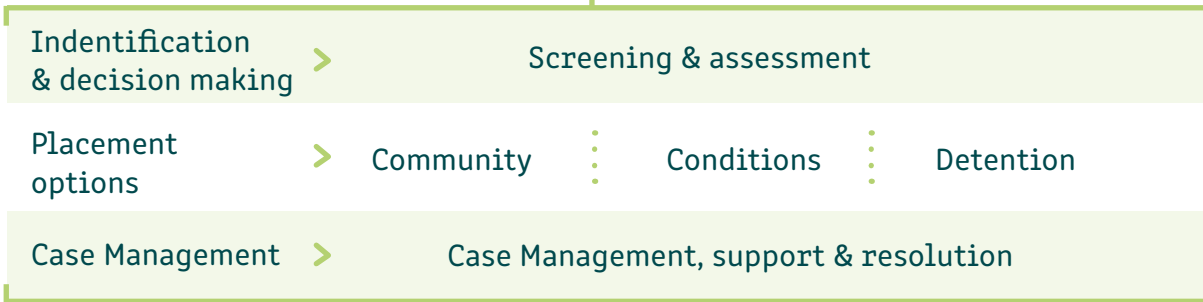 Indentification
& decision making
>
Screening & assessment
Placement
options
>
Community
Conditions
Detention
Case Management
>
Case Management, support & resolution